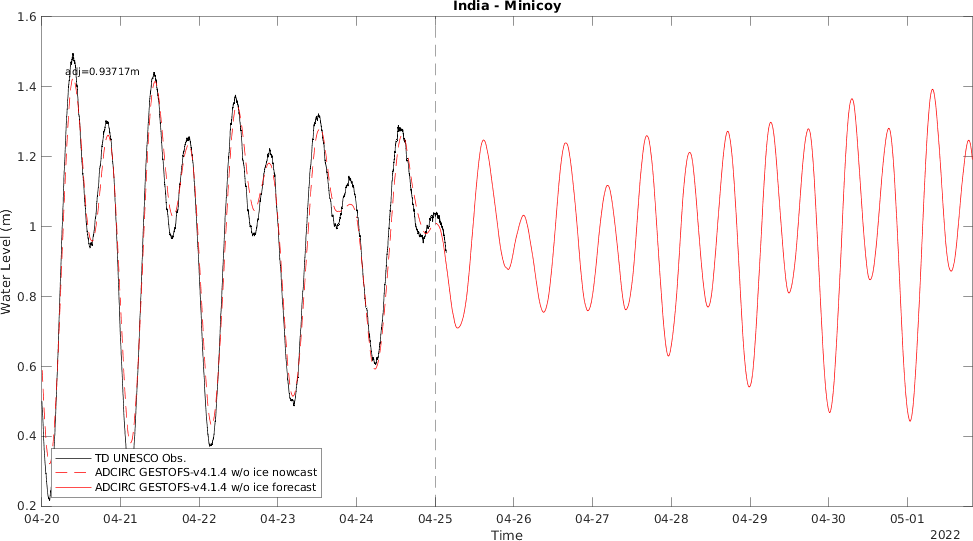 India - Minicoy
1.6
1.4
1.2
1
0.8
0.6
0.4
0.2
Water Level (m)
adj=0.93717m
TD UNESCO Obs.
ADCIRC GESTOFS-v4.1.4 w/o ice nowcast
ADCIRC GESTOFS-v4.1.4 w/o ice forecast
04-20 04-21 04-22 04-23 04-24 04-25 04-26 04-27 04-28 04-29 04-30 05-01
Time
2022